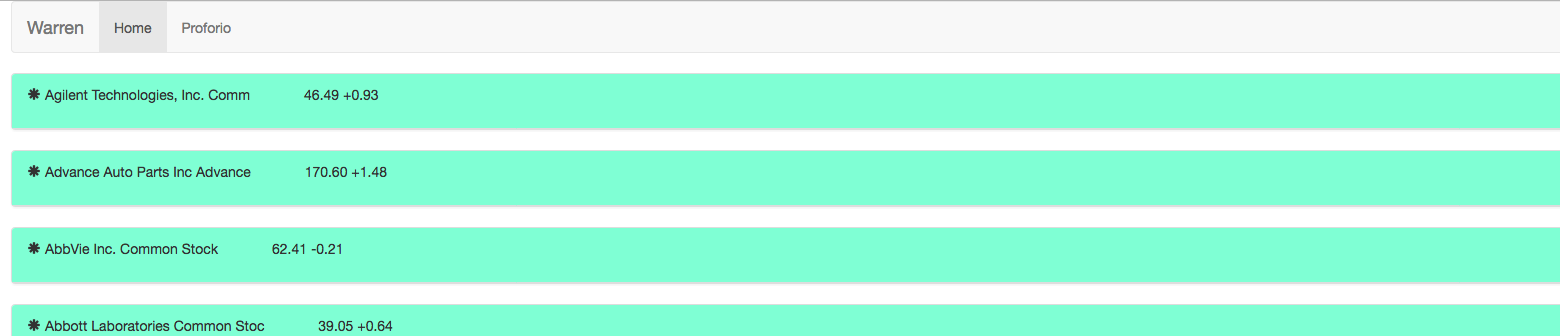 Warren Home Proforio
Agilent Technologies, Inc. Comm 46.49 +0.93
Advance Auto Parts Inc Advance 170.60 +1.48
AbbVie Inc. Common Stock 62.41 -0.21
Abbott Laboratories Common Stoc 39.05 +0.64